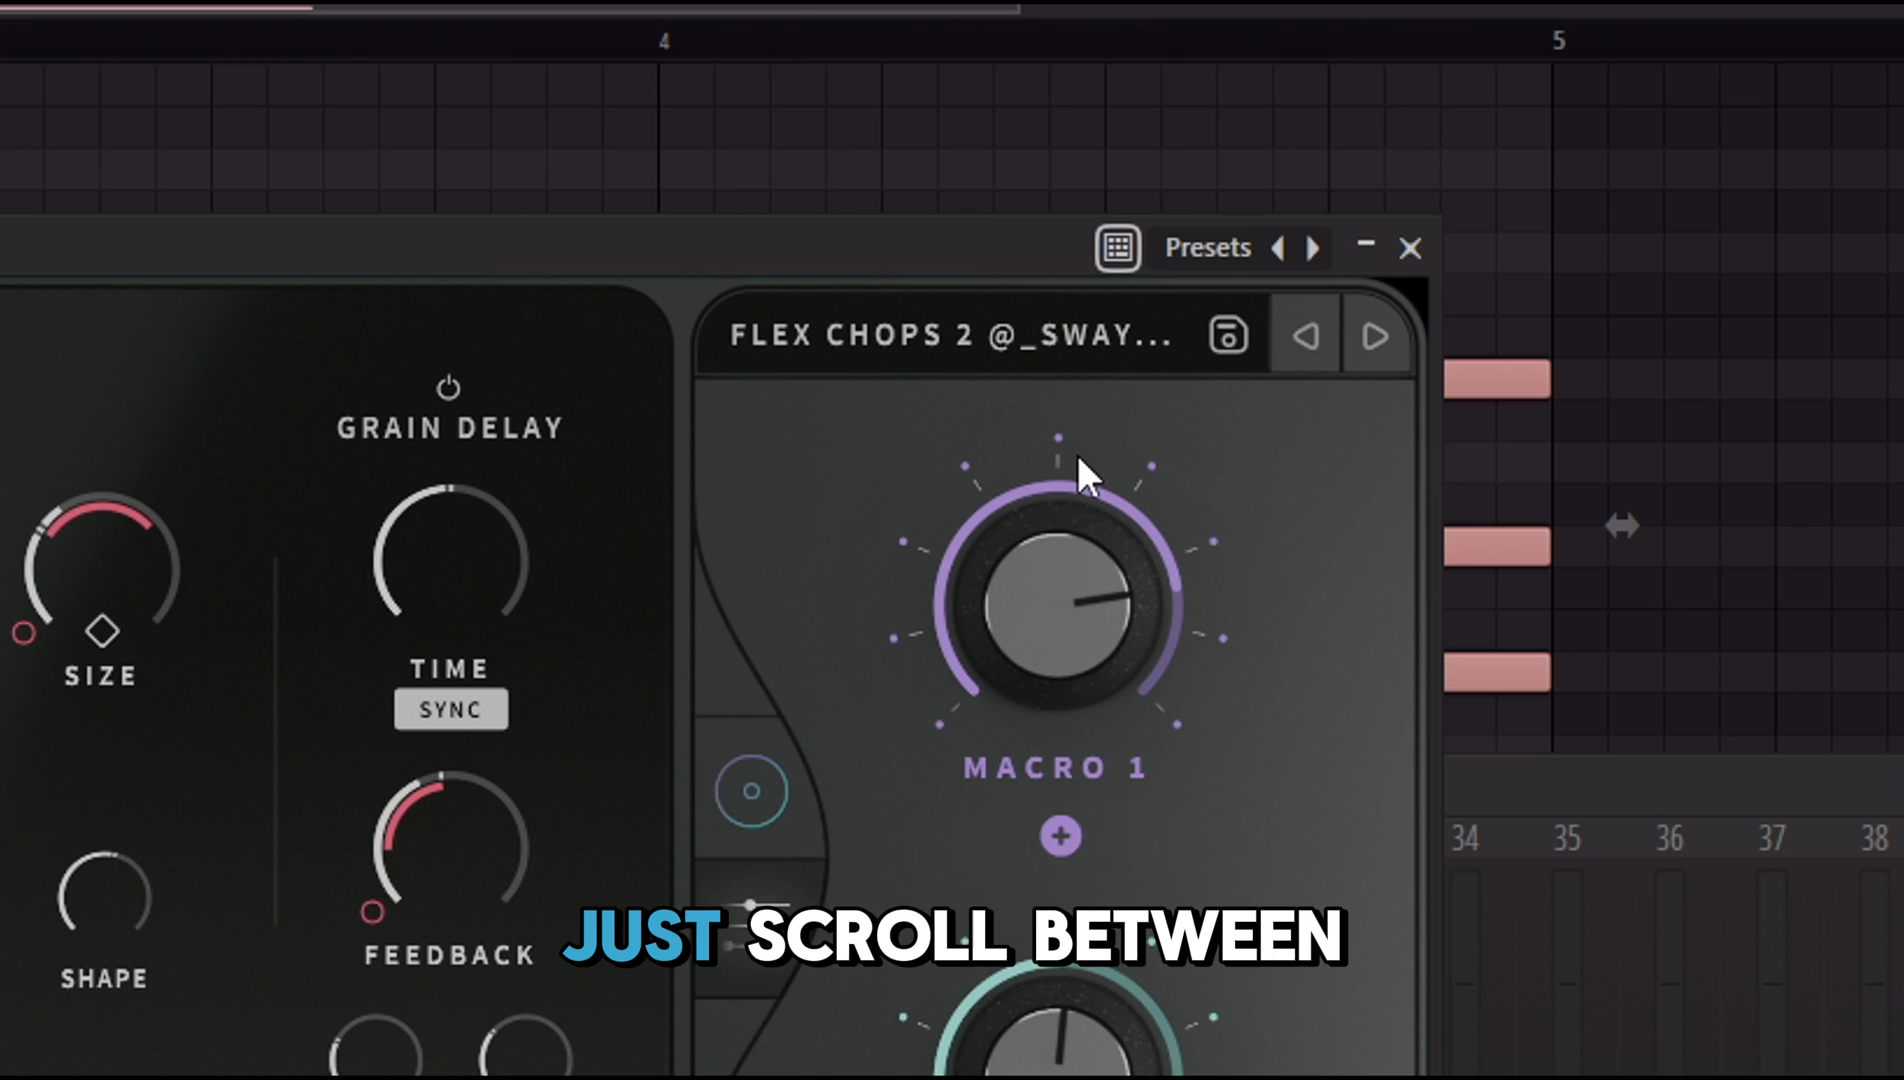 4 5
Presets
FLEX CHOPS 2 @_SWAY...
GRAIN DELAY
SIZE
TIME
SYNC
MACRO 1
34 35 36 37 38
JUST SCROLL BETWEEN
FEEDBACK
SHAPE